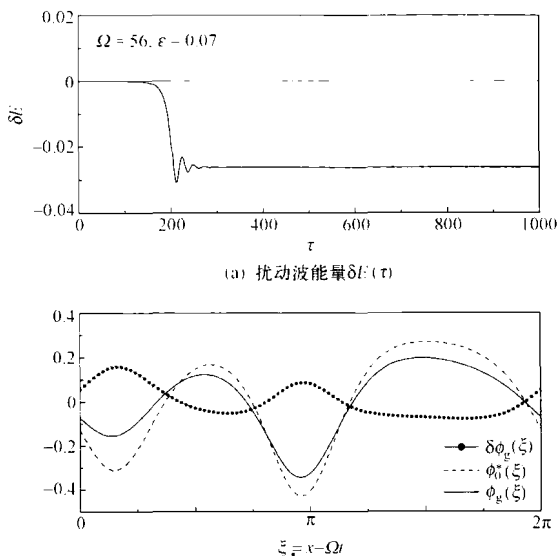 0.02
Ω = 56, ε = 0.07
0
δE
-0.02
-0.04
0 200 400 600 800 1000
τ
(a) 扰动波能量δE(τ)
0.4
0.2
0
-0.2
-0.4
δϕg(ξ)
ϕ0*(ξ)
ϕg(ξ)
0 π 2π
ξ = x-Ωt